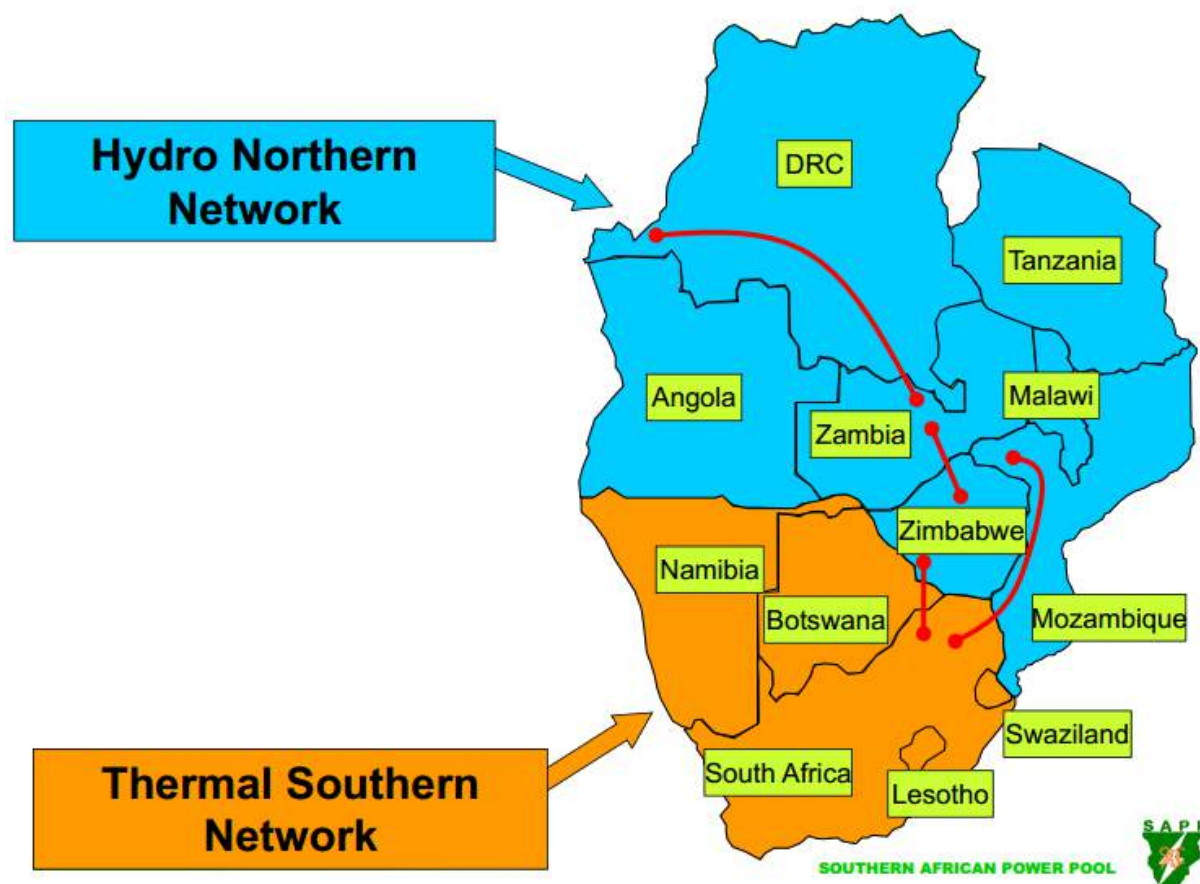 Hydro Northern
Network
DRC
Tanzania
Angola
Malawi
Zambia
Zimbabwe
Namibia
Botswana
Mozambique
Swaziland
South Africa
Lesotho
Thermal Southern
Network
SOUTHERN AFRICAN POWER POOL